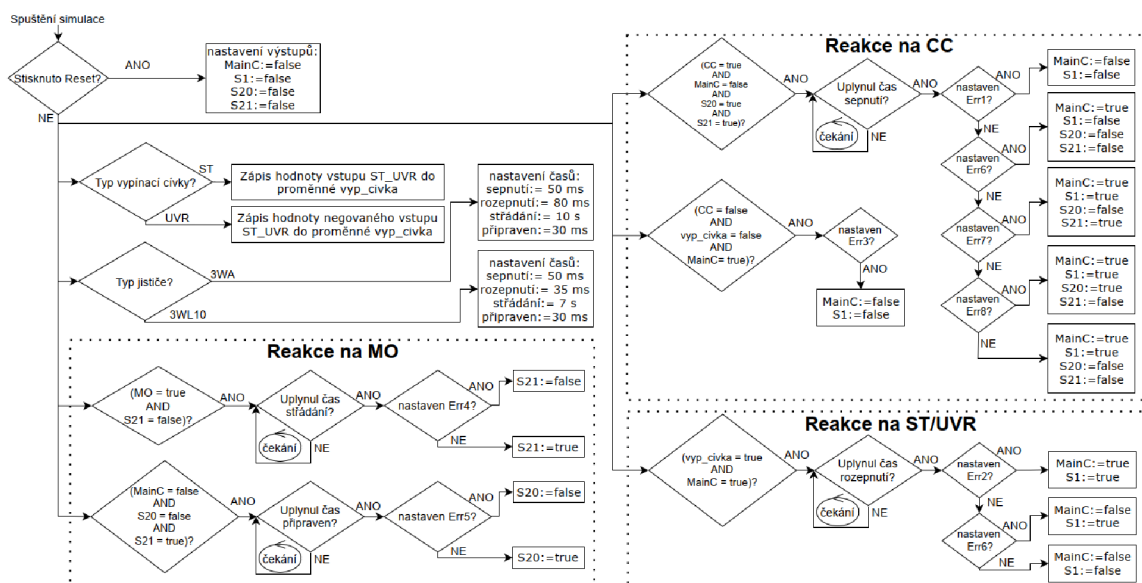 Spuštění simulace
Stisknuto Reset?
ANO
NE
nastavení výstupů:
MainC:=false
S1:=false
S20:=false
S21:=false
Typ vypínací cívky?
ST
Zápis hodnoty vstupu ST_UVR do
proměnné vyp_civka
UVR
Zápis hodnoty negovaného vstupu
ST_UVR do proměnné vyp_civka
Typ jističe?
3WA
nastavení časů:
sepnutí:= 50 ms
rozepnutí:= 80 ms
střádání:= 10 s
připraven:=30 ms
3WL10
nastavení časů:
sepnutí:= 50 ms
rozepnutí:= 35 ms
střádání:= 7 s
připraven:=30 ms
Reakce na MO
(MO = true
AND
S21 = false)?
ANO
Uplynul čas
střádání?
čekání
NE
ANO
nastaven Err4?
ANO
S21:=false
NE
S21:=true
(MainC = false
AND
S20 = false
AND
S21 = true)?
ANO
Uplynul čas
připraven?
čekání
NE
ANO
nastaven Err5?
ANO
S20:=false
NE
S20:=true
Reakce na CC
(CC = true
AND
MainC = false
AND
S20 = true
AND
S21 = true)?
ANO
Uplynul čas
sepnutí?
čekání
NE
ANO
nastaven
Err1?
ANO
MainC:=false
S1:=false
NE
nastaven
Err6?
ANO
MainC:=true
S1:=false
S20:=false
S21:=false
NE
nastaven
Err7?
ANO
MainC:=true
S1:=true
S20:=false
S21:=true
NE
nastaven
Err8?
ANO
MainC:=true
S1:=true
S20:=true
S21:=false
NE
MainC:=true
S1:=true
S20:=false
S21:=false
(CC = false
AND
vyp_civka = false
AND
MainC= true)?
ANO
nastaven
Err3?
ANO
MainC:=false
S1:=false
Reakce na ST/UVR
(vyp_civka = true
AND
MainC = true)?
ANO
Uplynul čas
rozepnutí?
čekání
NE
ANO
nastaven
Err2?
ANO
MainC:=true
S1:=true
NE
nastaven
Err6?
ANO
MainC:=false
S1:=true
NE
MainC:=false
S1:=false